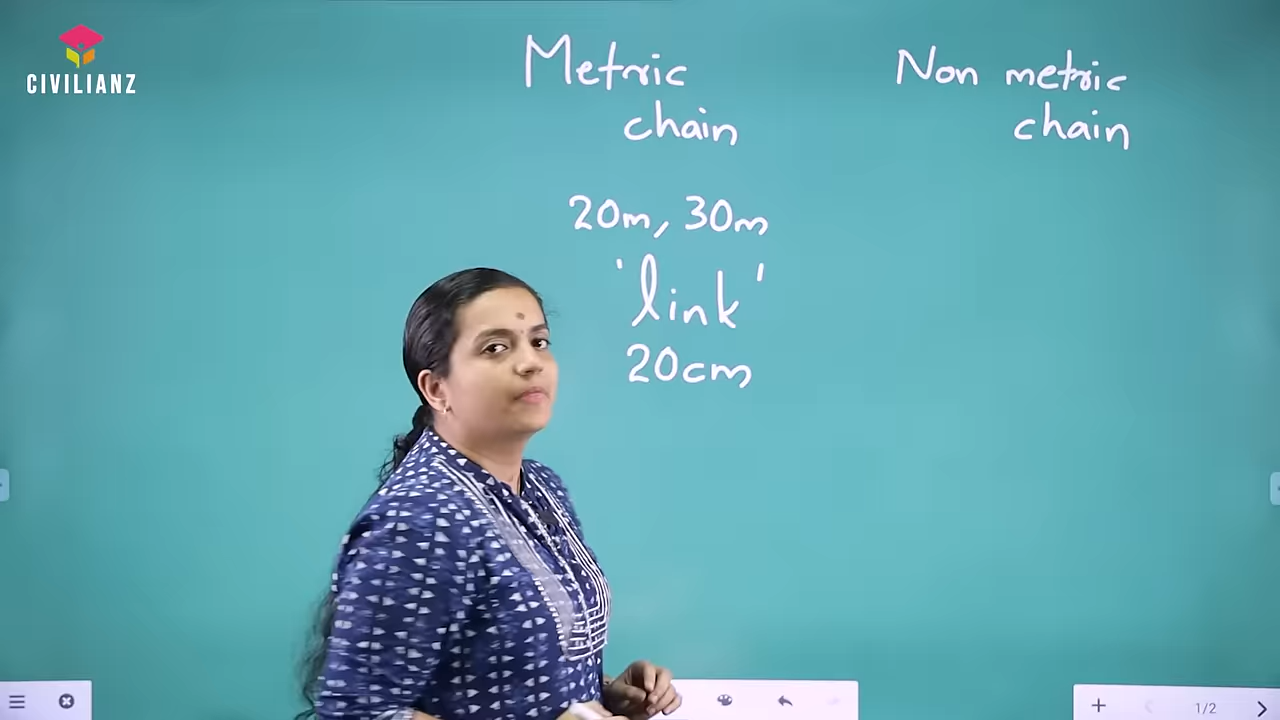 CIVILIANZ
Metric
chain
20m, 30m
'link'
20cm
Non metric
chain
1/2